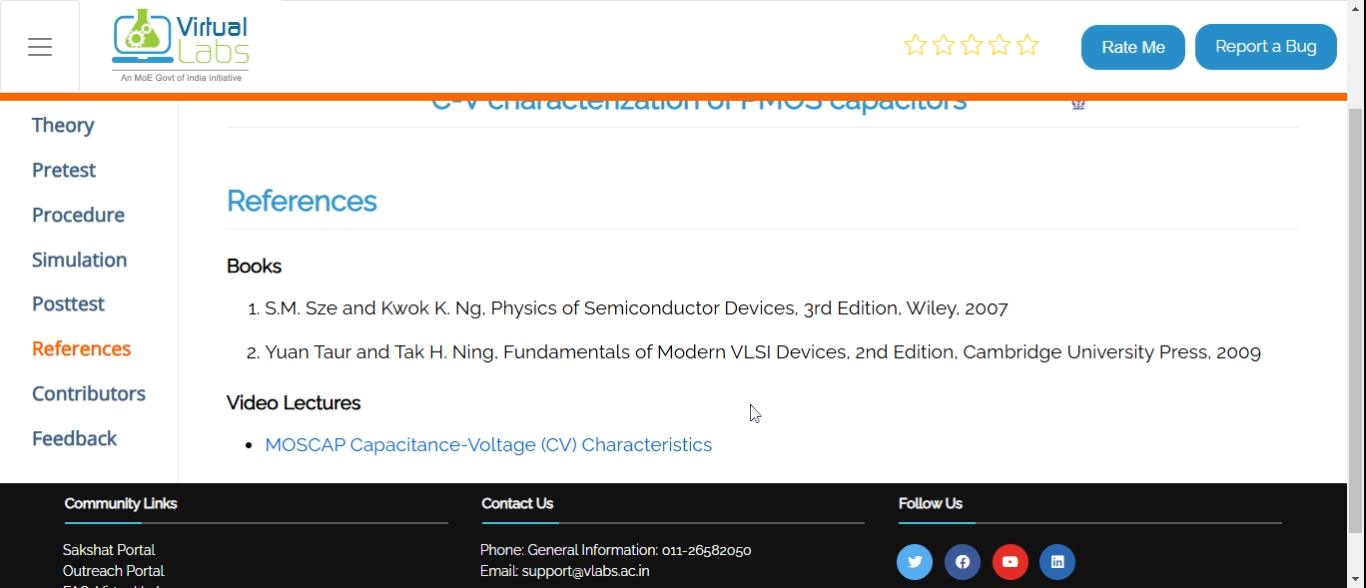 Virtual
Labs
An MoE Govt of India Initiative
Rate Me
Report a Bug
C-V characterization of PMOS capacitors
Theory
Pretest
Procedure
Simulation
Posttest
References
Contributors
Feedback
References
Books
1. S.M. Sze and Kwok K. Ng, Physics of Semiconductor Devices, 3rd Edition, Wiley, 2007
2. Yuan Taur and Tak H. Ning, Fundamentals of Modern VLSI Devices, 2nd Edition, Cambridge University Press, 2009
Video Lectures
• MOSCAP Capacitance-Voltage (CV) Characteristics
Community Links
Sakshat Portal
Outreach Portal
Contact Us
Phone: General Information: 011-26582050
Email: support@vlabs.ac.in
Follow Us